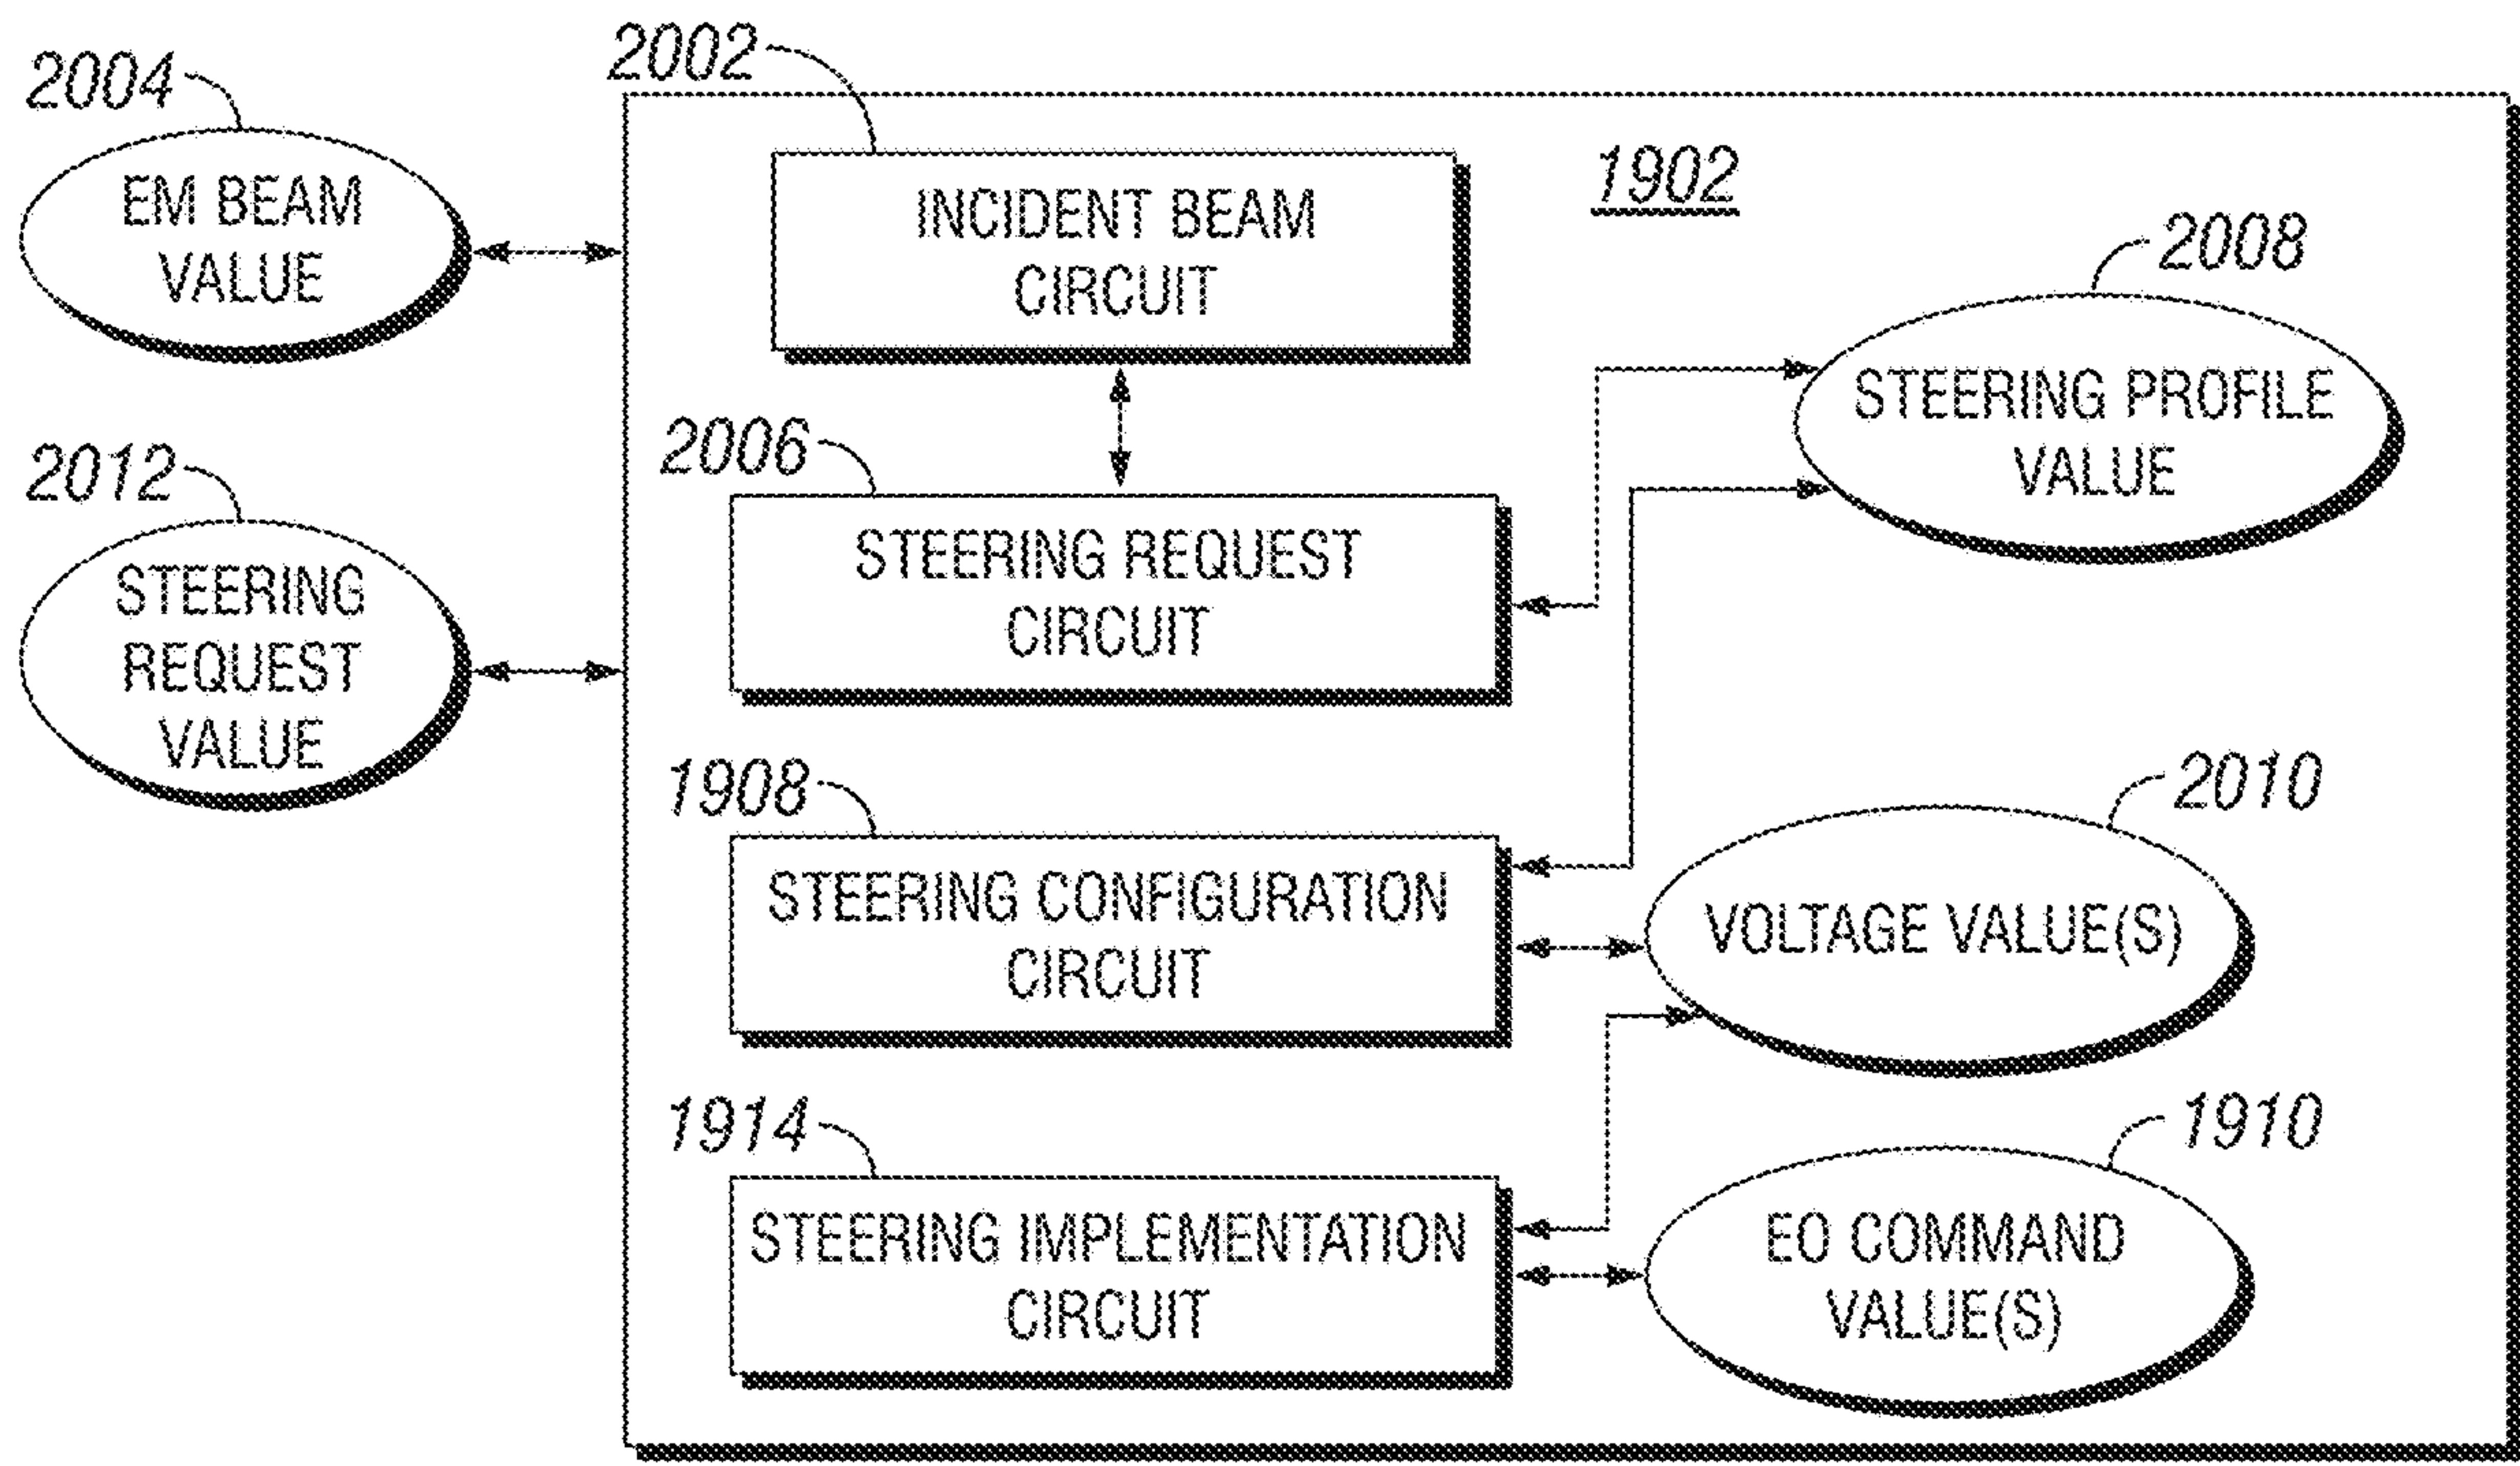 2004
EM BEAM
VALUE
2012
STEERING
REQUEST
VALUE
2002
INCIDENT BEAM
CIRCUIT
1902
2006
STEERING REQUEST
CIRCUIT
2008
STEERING PROFILE
VALUE
1908
STEERING CONFIGURATION
CIRCUIT
2010
VOLTAGE VALUE(S)
1914
STEERING IMPLEMENTATION
CIRCUIT
1910
EO COMMAND
VALUE(S)